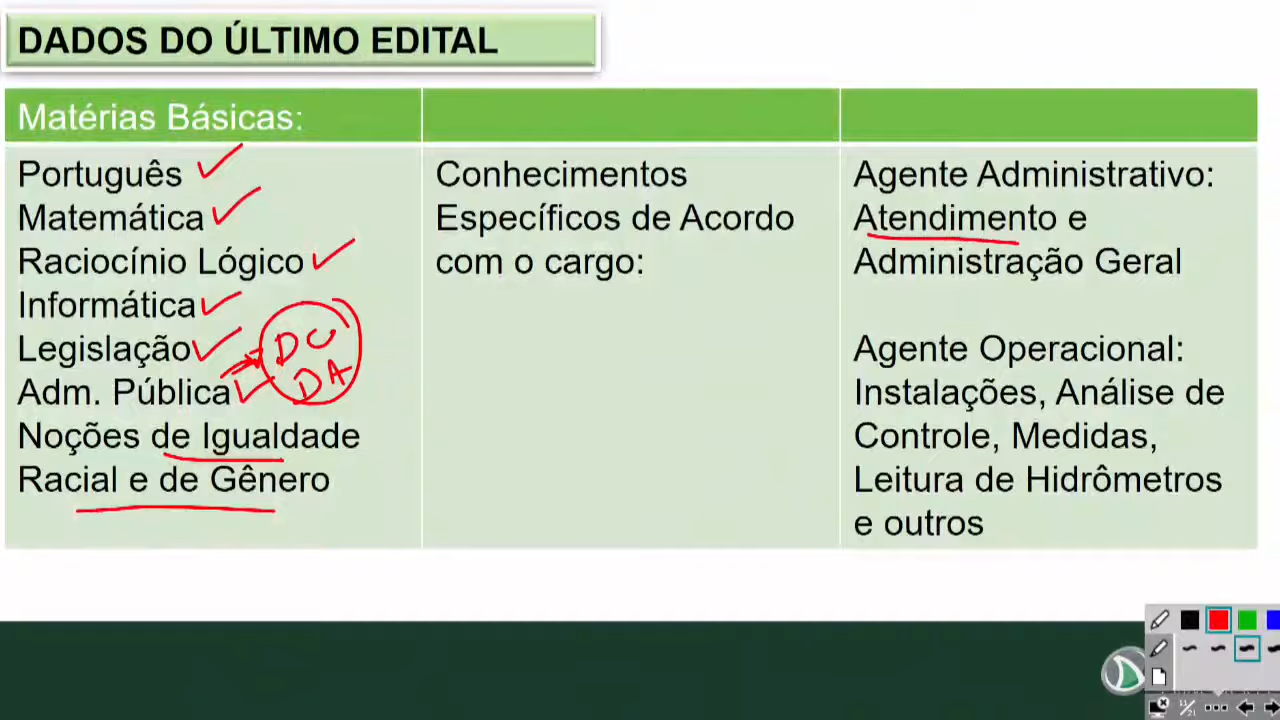 DADOS DO ÚLTIMO EDITAL
Matérias Básicas:
Português
Matemática
Raciocínio Lógico
Informática
Legislação
Adm. Pública
Noções de Igualdade
Racial e de Gênero
DC
DA
Conhecimentos
Específicos de Acordo
com o cargo:
Agente Administrativo:
Atendimento e
Administração Geral
Agente Operacional:
Instalações, Análise de
Controle, Medidas,
Leitura de Hidrômetros
e outros
11/21